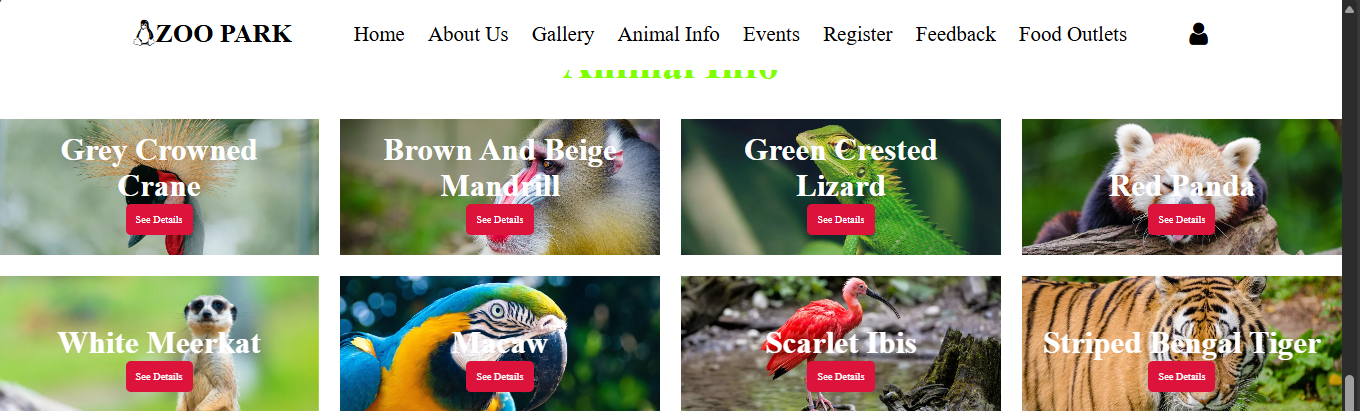 ZOO PARK Home About Us Gallery Animal Info Events Register Feedback Food Outlets
Animal Info
Grey Crowned
Crane
See Details
Brown And Beige
Mandrill
See Details
Green Crested
Lizard
See Details
Red Panda
See Details
White Meerkat
See Details
Macaw
See Details
Scarlet Ibis
See Details
Striped Bengal Tiger
See Details